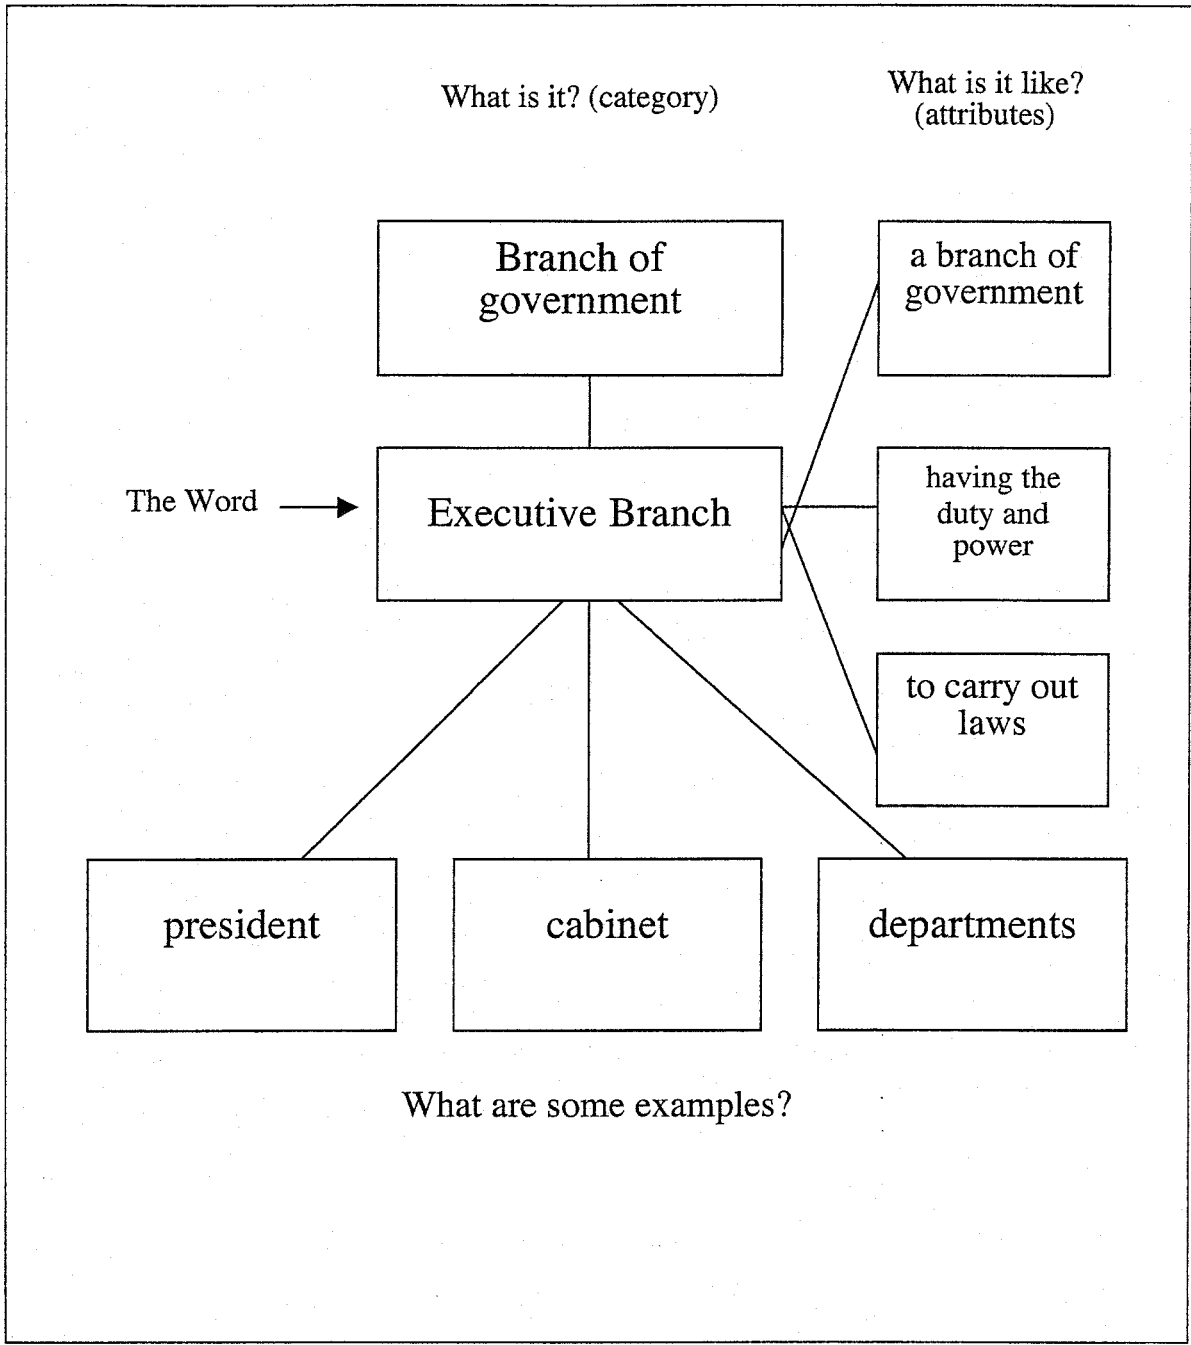 What is it? (category)
What is it like?
(attributes)
Branch of
government
a branch of
government
The Word
Executive Branch
having the
duty and
power
to carry out
laws
president
cabinet
departments
What are some examples?